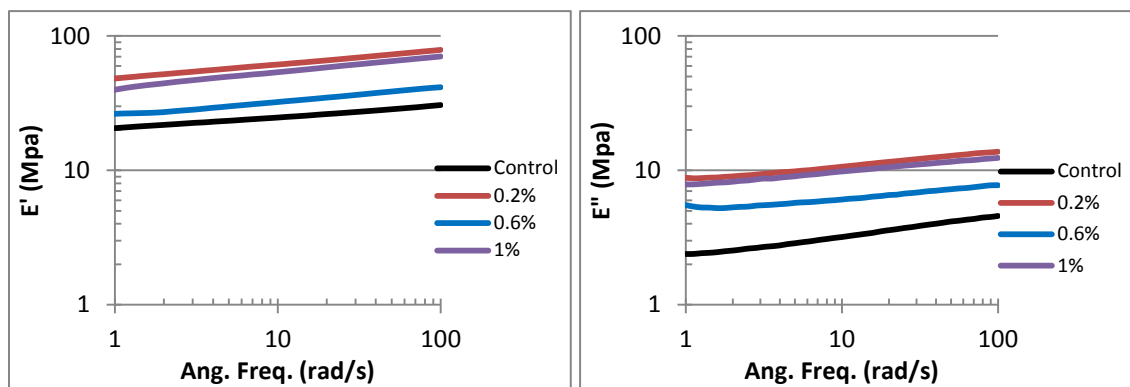 100
10
1
E' (Mpa)
1 10 100
Ang. Freq. (rad/s)
Control
0.2%
0.6%
1%
100
10
1
E" (Mpa)
1 10 100
Ang. Freq. (rad/s)
Control
0.2%
0.6%
1%